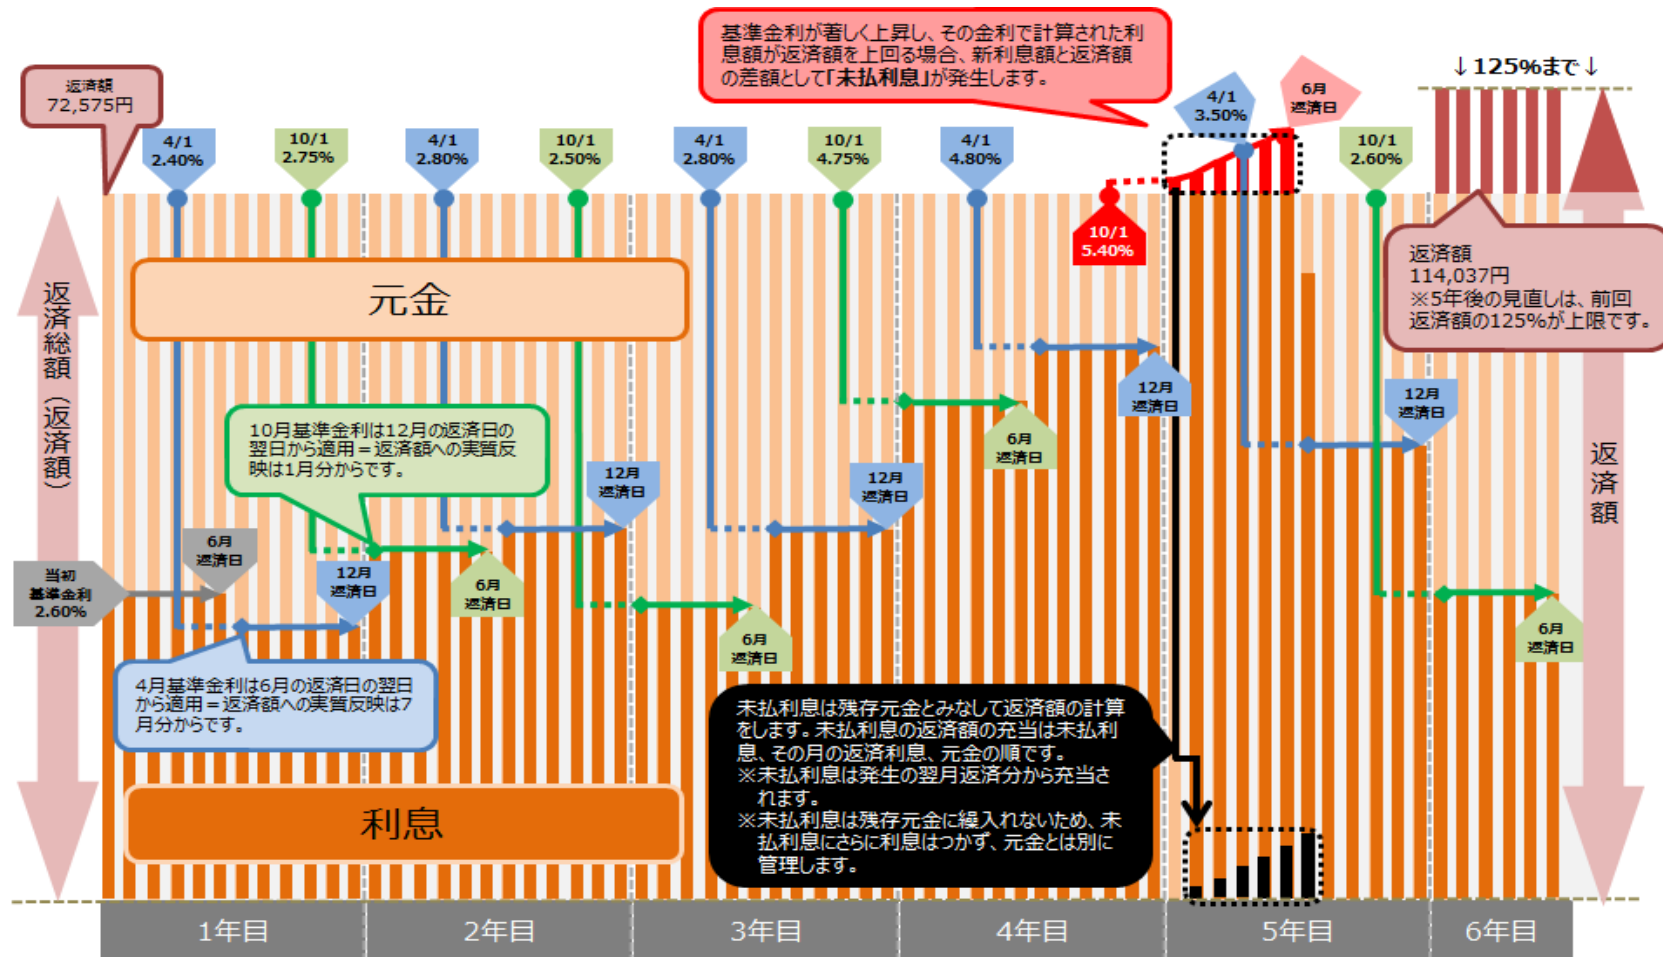 基準金利が著しく上昇し、その金利で計算された利
息額が返済額を上回る場合、新利息額と返済額
の差額として「未払利息」が発生します。
返済額
72,575円
↓125%まで↓
4/1
2.40%
10/1
2.75%
4/1
2.80%
10/1
2.50%
4/1
2.80%
10/1
4.75%
4/1
4.80%
10/1
5.40%
4/1
3.50%
6月
返済日
10/1
2.60%
返済額
114,037円
※5年後の見直しは、前回
返済額の125%が上限です。
返済総額（返済額）
元金
返済額
10月基準金利は12月の返済日の
翌日から適用＝返済額への実質反
映は1月分からです。
当初
基準金利
2.60%
6月
返済日
12月
返済日
6月
返済日
12月
返済日
6月
返済日
12月
返済日
6月
返済日
12月
返済日
12月
返済日
6月
返済日
4月基準金利は6月の返済日の翌日
から適用＝返済額への実質反映は7
月分からです。
未払利息は残存元金とみなして返済額の計算
をします。未払利息の返済額の充当は未払利
息、その月の返済利息、元金の順です。
※未払利息は発生の翌月返済分から充当さ
れます。
※未払利息は残存元金に繰入れないため、未
払利息にさらに利息はつかず、元金とは別に
管理します。
利息
1年目
2年目
3年目
4年目
5年目
6年目